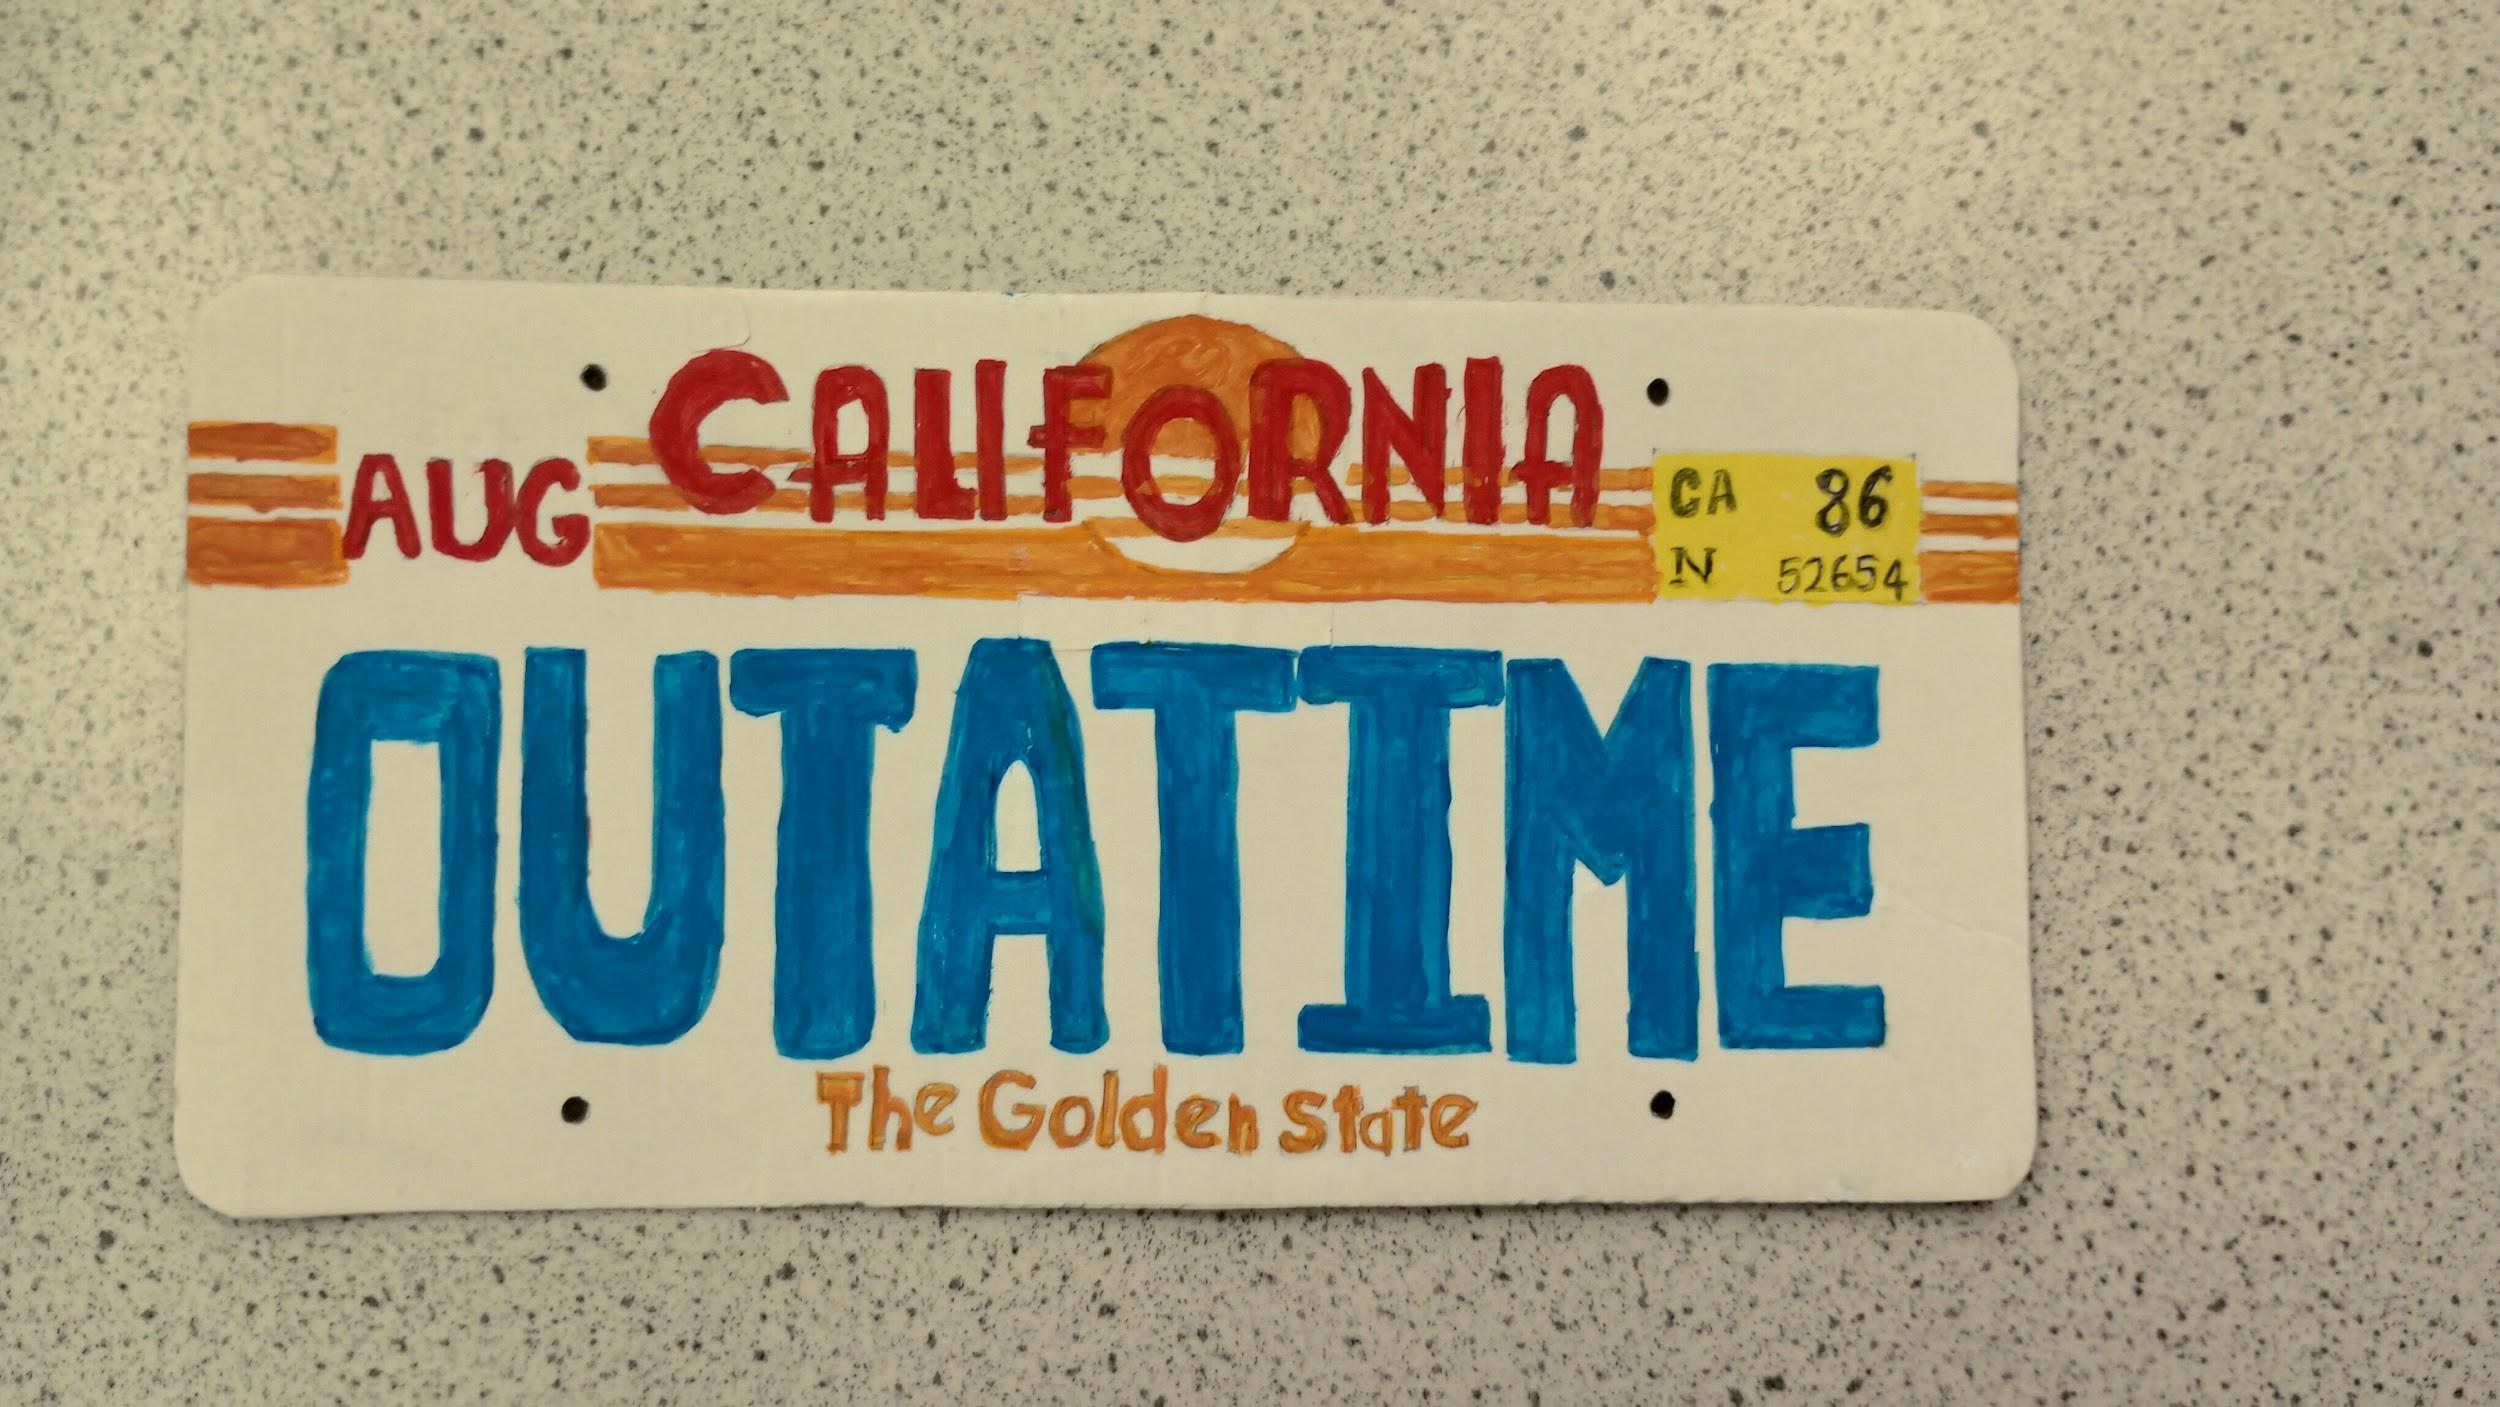 CALIFORNIA
AUG
CA 86
N 52654
OUTATIME
The Golden State